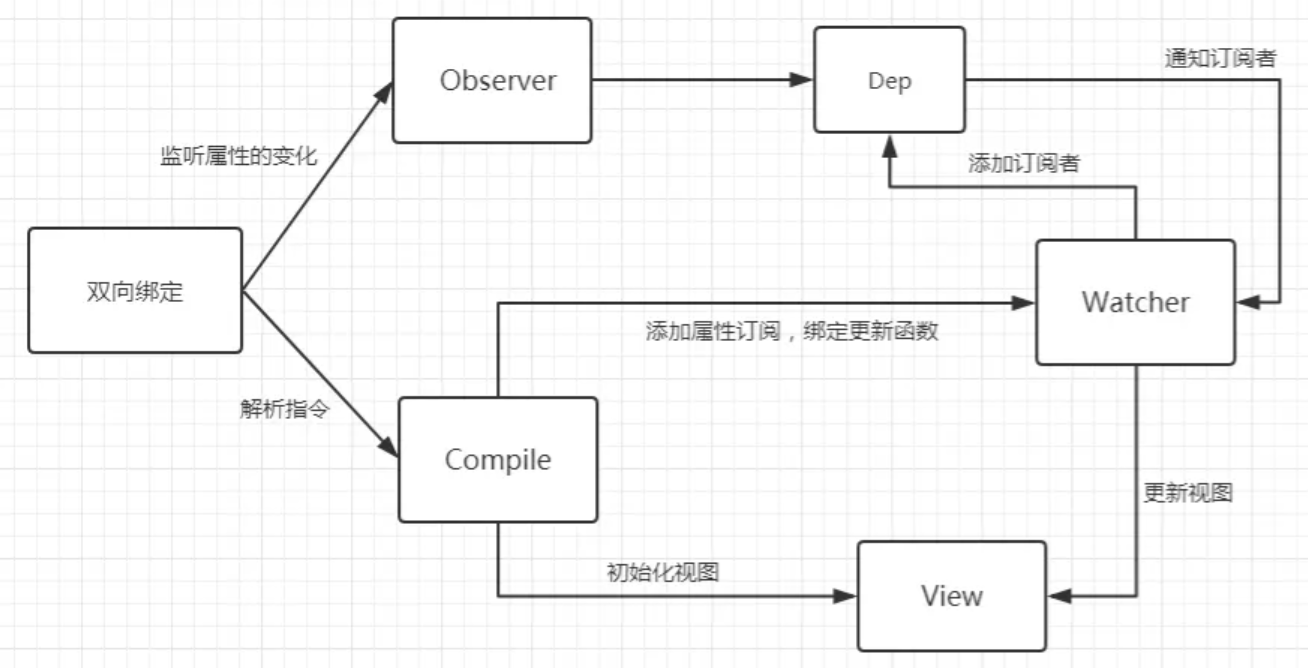 Observer
Dep
通知订阅者
监听属性的变化
添加订阅者
双向绑定
Watcher
添加属性订阅，绑定更新函数
解析指令
Compile
更新视图
初始化视图
View